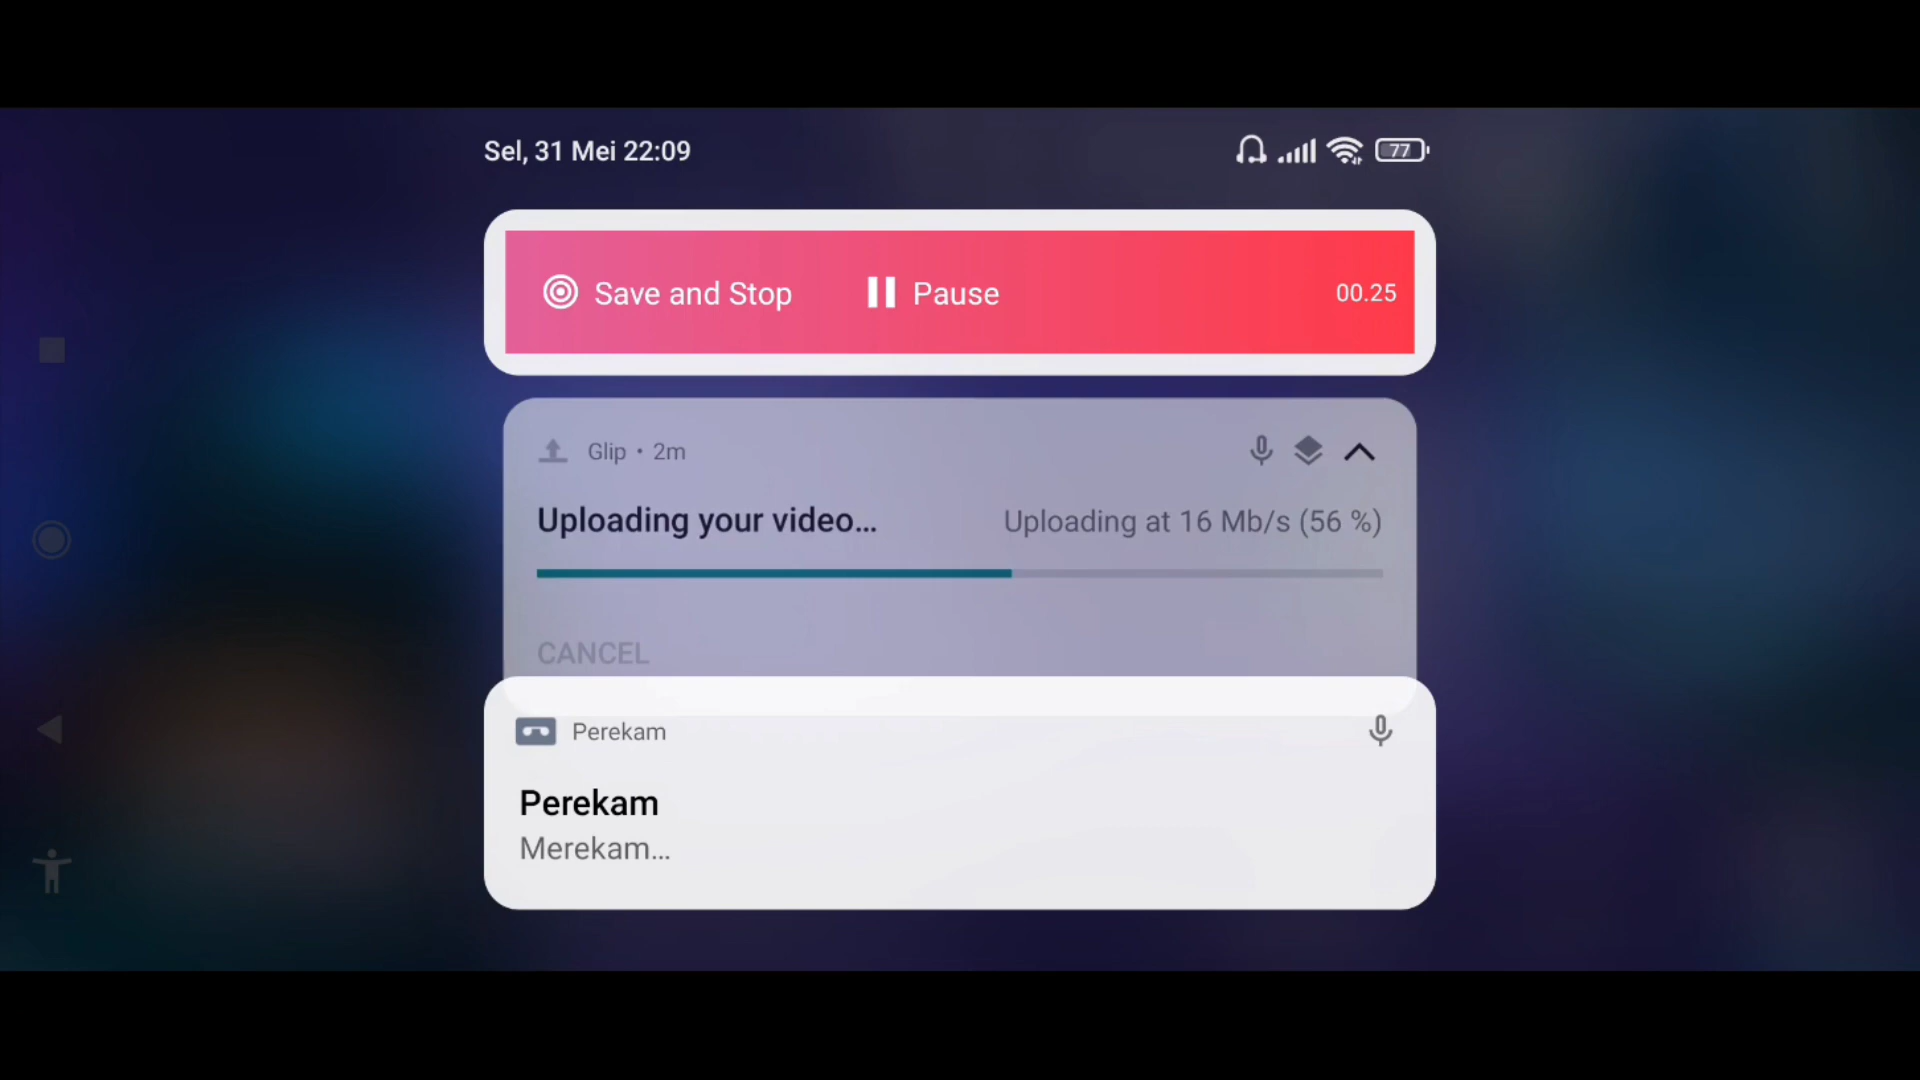 Sel, 31 Mei 22:09
77
Save and Stop
Pause
00.25
Glip • 2m
Uploading your video...
Uploading at 16 Mb/s (56 %)
CANCEL
Perekam
Perekam
Merekam...